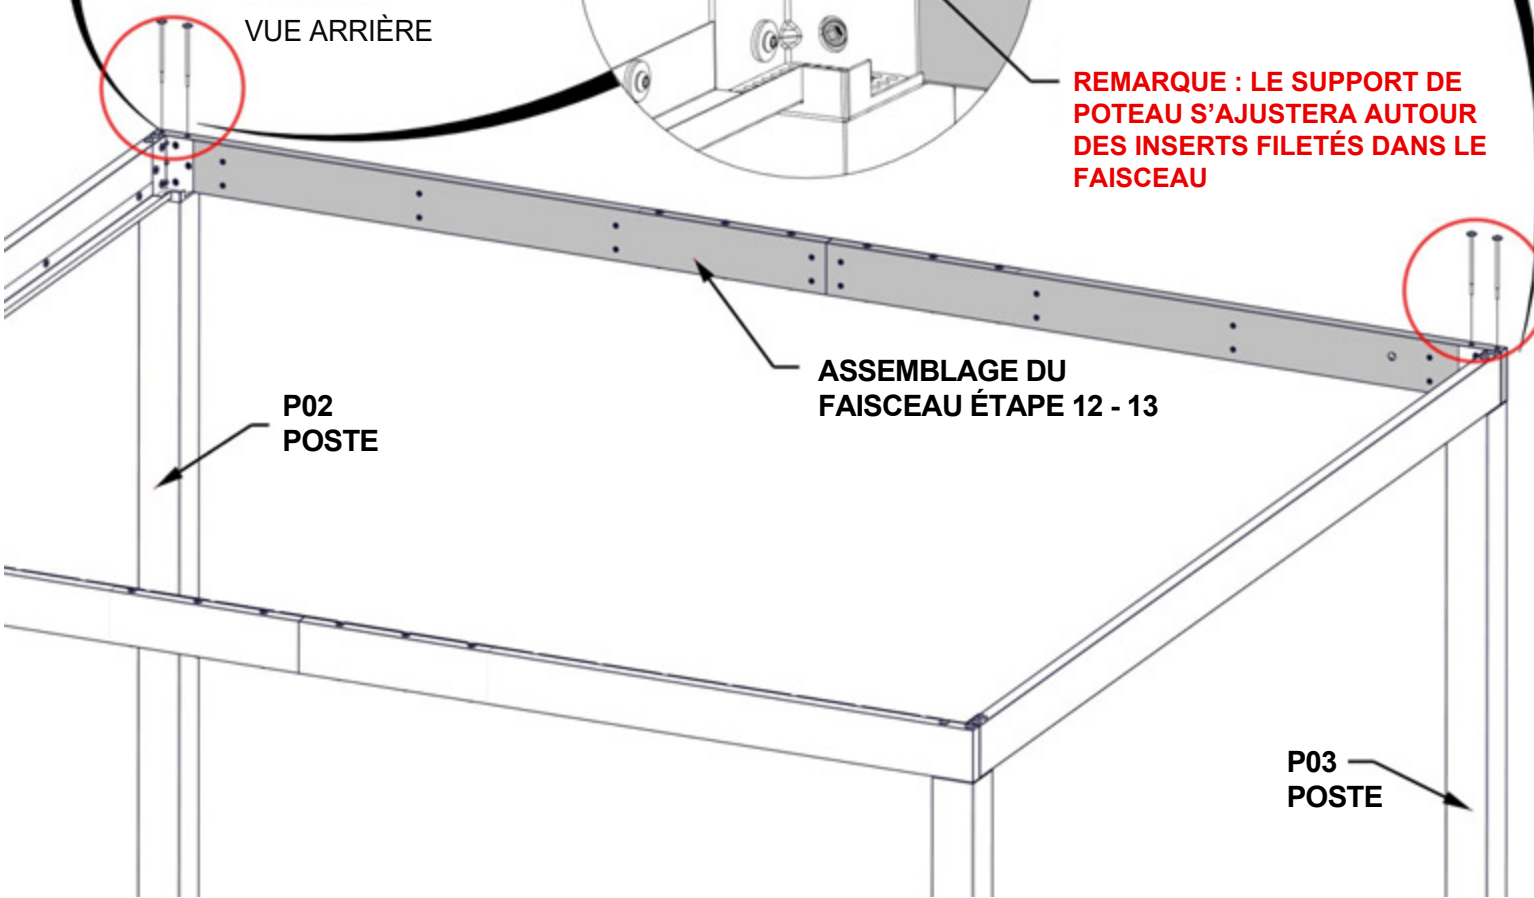 VUE ARRIÈRE
REMARQUE : LE SUPPORT DE
POTEAU S'AJUSTERA AUTOUR
DES INSERTS FILETÉS DANS LE
FAISCEAU
ASSEMBLAGE DU
FAISCEAU ÉTAPE 12 - 13
P02
POSTE
P03
POSTE